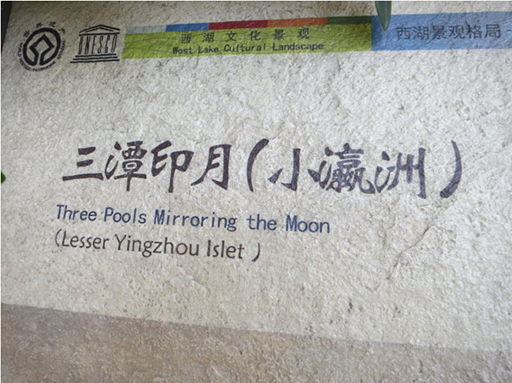 UNESCO
西湖文化景观
West Lake Cultural Landscape
西湖景观格局
三潭印月(小瀛洲)
Three Pools Mirroring the Moon
(Lesser Yingzhou Islet )